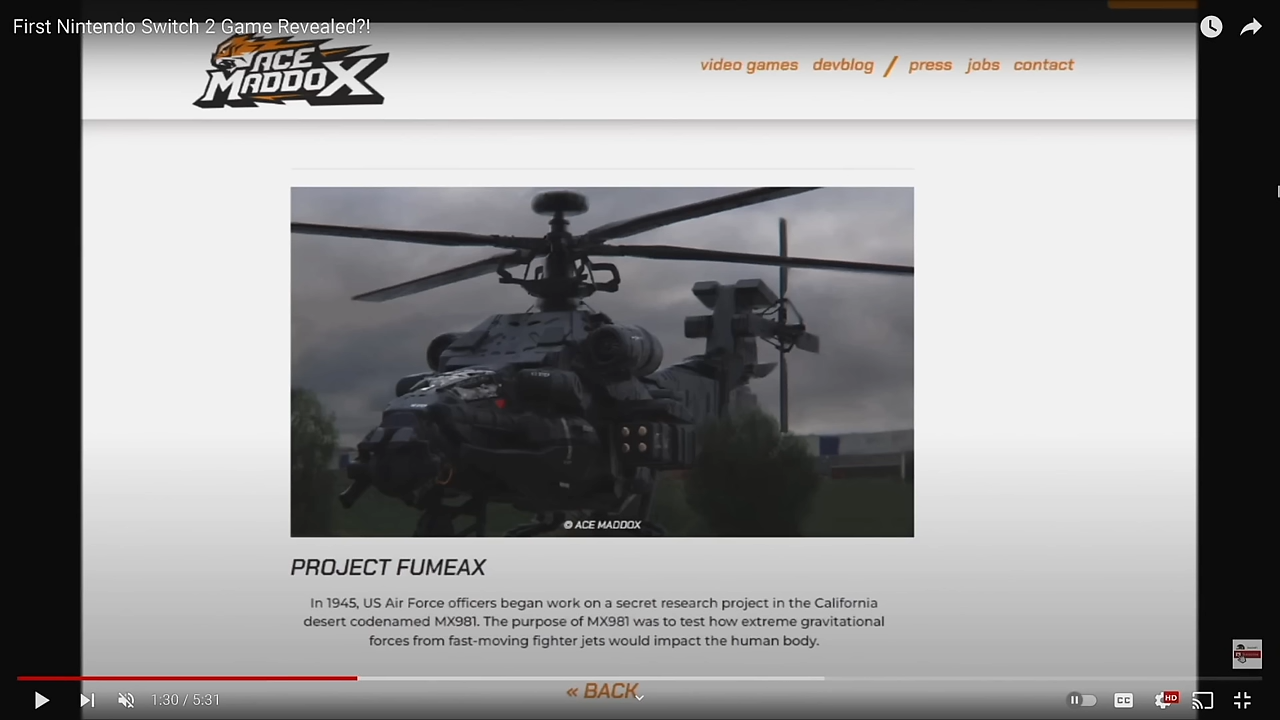 First Nintendo Switch 2 Game Revealed?!
ACE
MADDOX
video games devblog / press jobs contact
© ACE MADDOX
PROJECT FUMEAX
In 1945, US Air Force officers began work on a secret research project in the California
desert codenamed MX981. The purpose of MX981 was to test how extreme gravitational
forces from fast-moving fighter jets would impact the human body.
« BACK
1:30 / 5:31
CC
HD